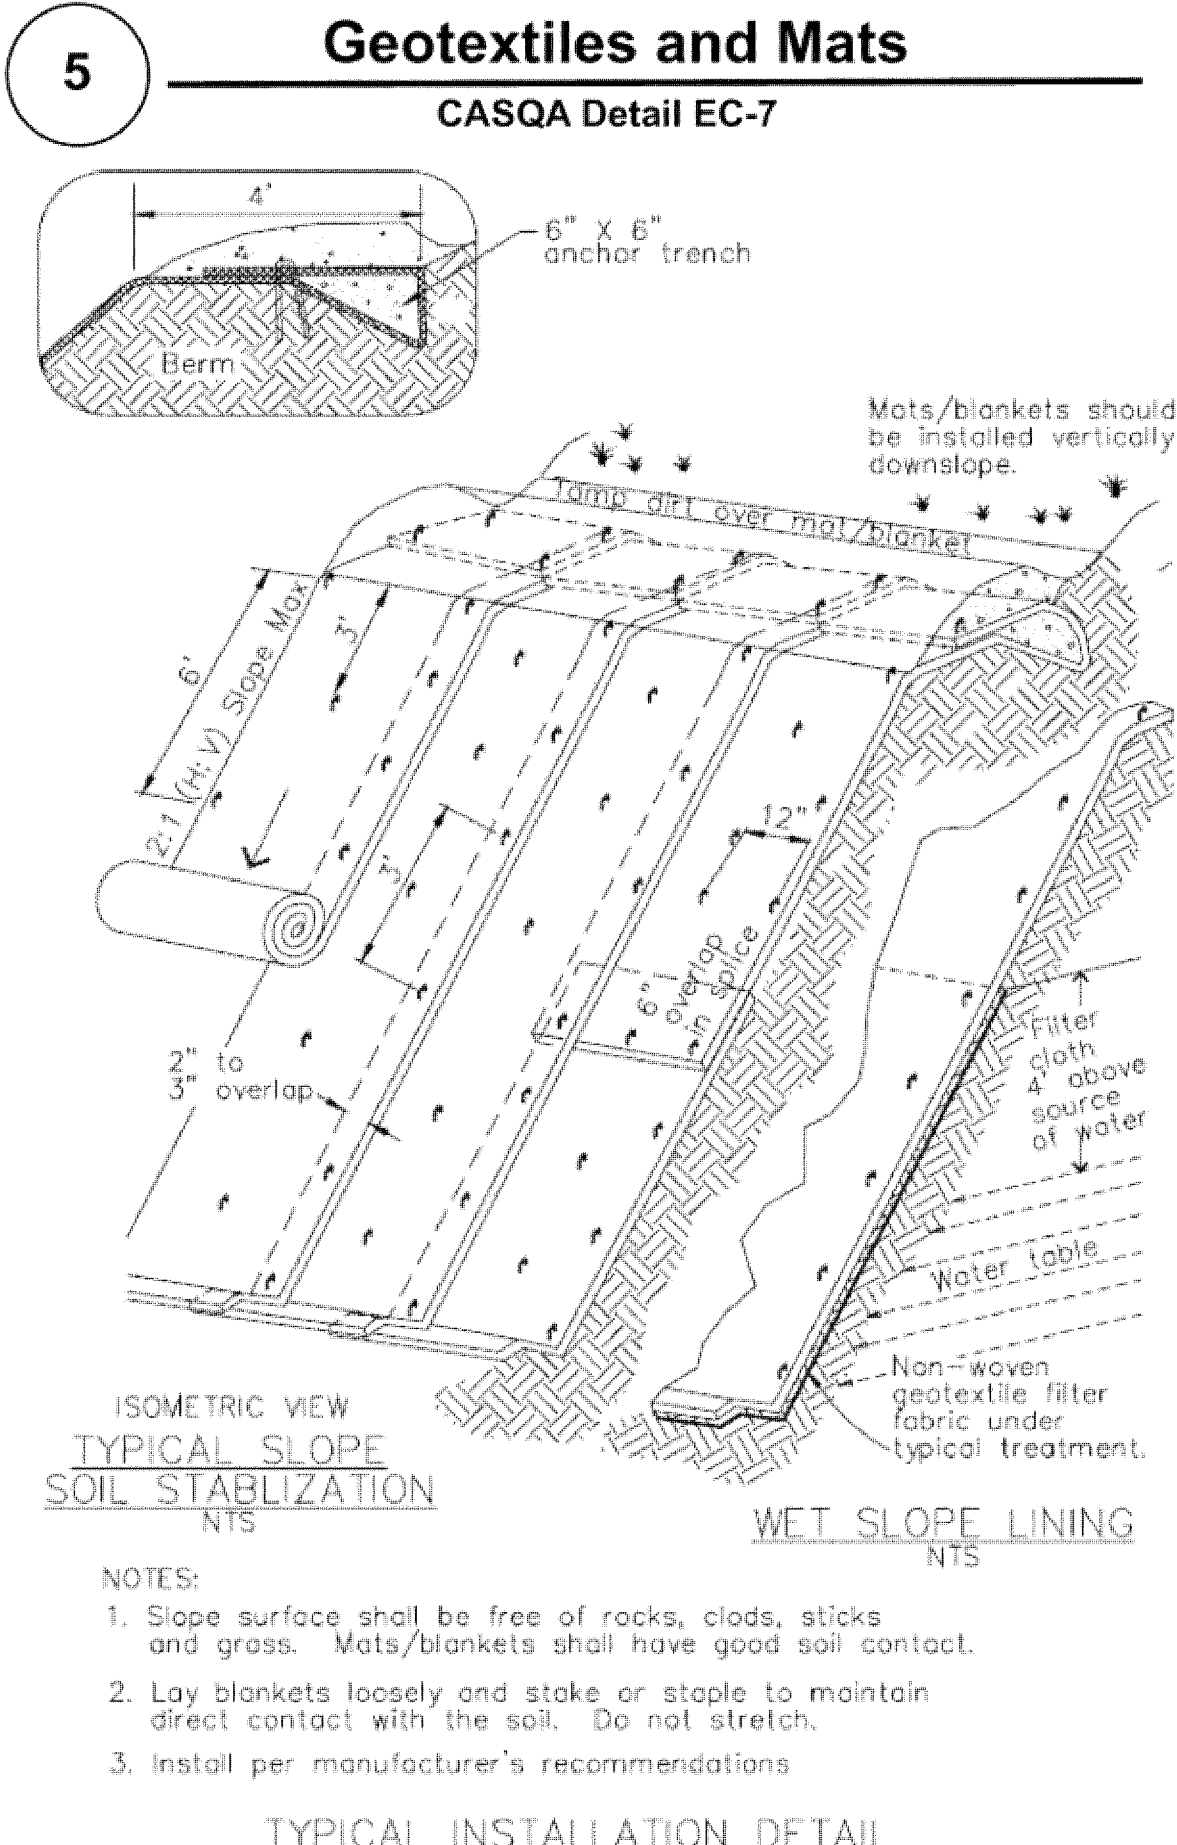 5
Geotextiles and Mats
CASQA Detail EC-7
4'
6" X 6"
anchor trench
Berm
Mats/blankets should
be installed vertically
downslope.
Tamp dirt over mat/blanket
6'
2:1 (H:V) Slope Max
3'
3'
12"
6"
overlap
in splice
2" to
3" overlap
Filter
cloth
4' above
source
of water
Water table
Non-woven
geotextile filter
fabric under
typical treatment.
ISOMETRIC VIEW
TYPICAL SLOPE
SOIL STABLIZATION
NTS
WET SLOPE LINING
NTS
NOTES:
1. Slope surface shall be free of rocks, clods, sticks
and grass. Mats/blankets shall have good soil contact.
2. Lay blankets loosely and stake or staple to maintain
direct contact with the soil. Do not stretch.
3. Install per manufacturer's recommendations
TYPICAL INSTALLATION DETAIL